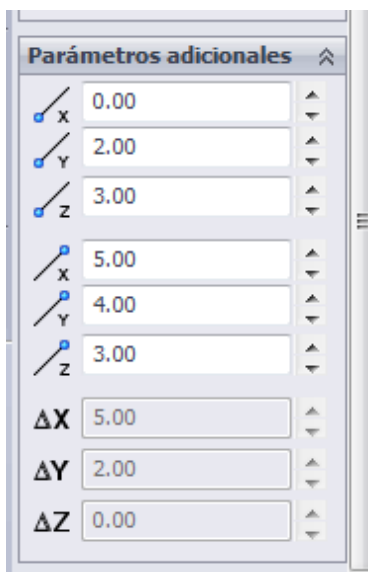 Parámetros adicionales
X 0.00
Y 2.00
Z 3.00
X 5.00
Y 4.00
Z 3.00
ΔX 5.00
ΔY 2.00
ΔZ 0.00